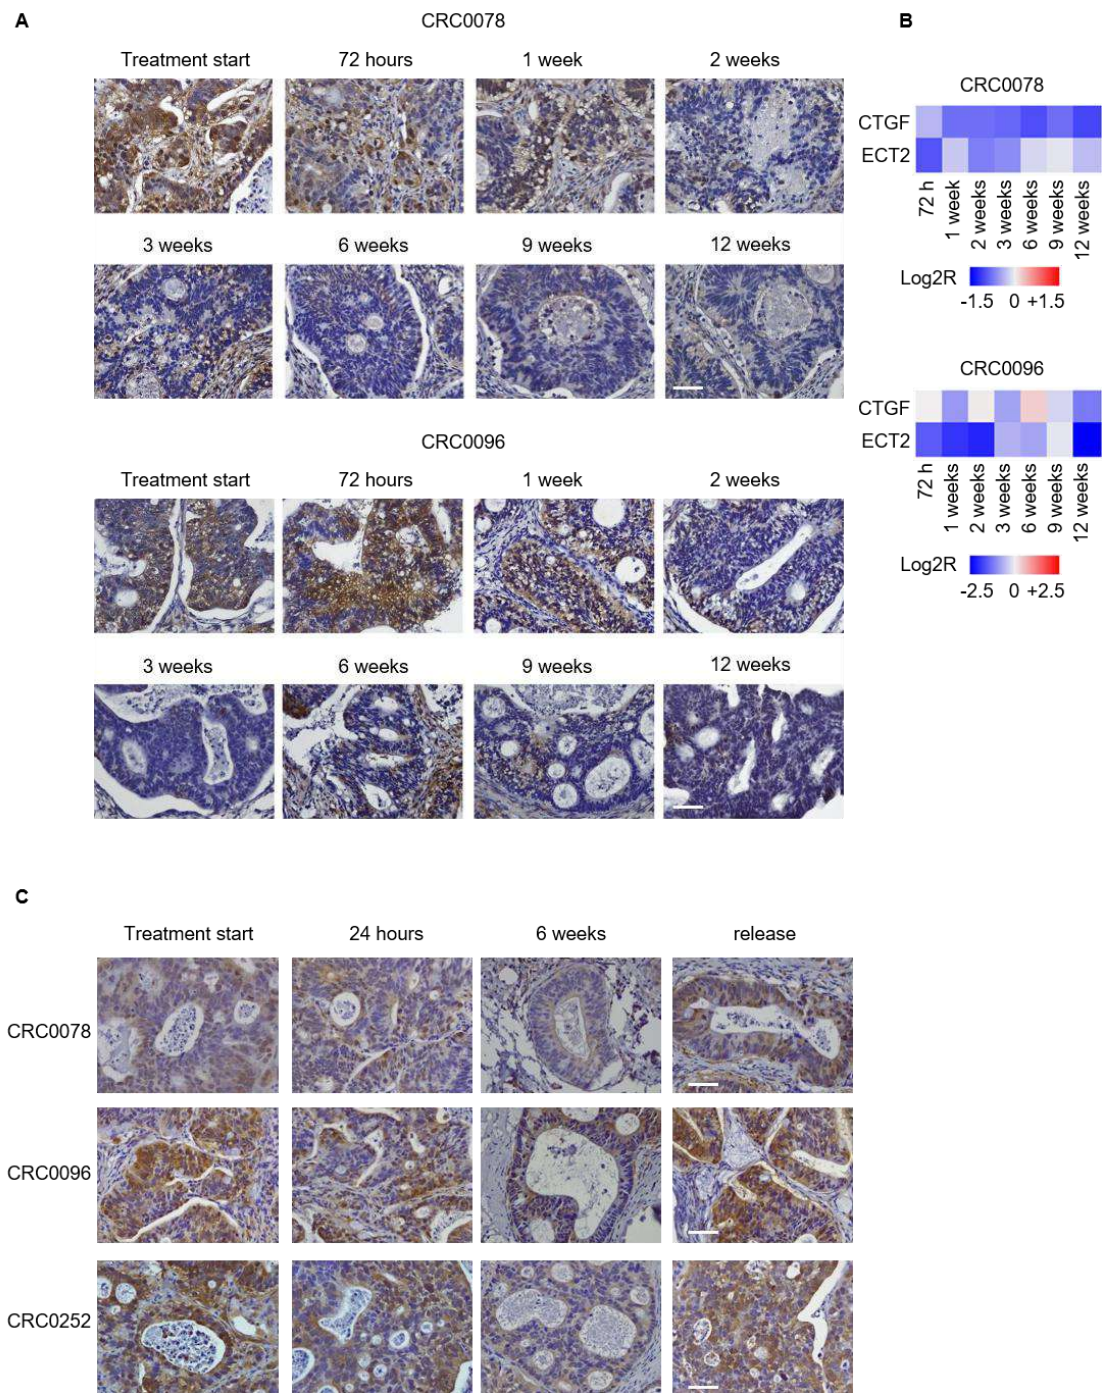 A
CRC0078
Treatment start 72 hours 1 week 2 weeks
3 weeks 6 weeks 9 weeks 12 weeks
CRC0096
Treatment start 72 hours 1 week 2 weeks
3 weeks 6 weeks 9 weeks 12 weeks
B
CRC0078
CTGF
ECT2
72 h 1 week 2 weeks 3 weeks 6 weeks 9 weeks 12 weeks
Log2R
-1.5 0 +1.5
CRC0096
CTGF
ECT2
72 h 1 weeks 2 weeks 3 weeks 6 weeks 9 weeks 12 weeks
Log2R
-2.5 0 +2.5
C
Treatment start 24 hours 6 weeks release
CRC0078
CRC0096
CRC0252